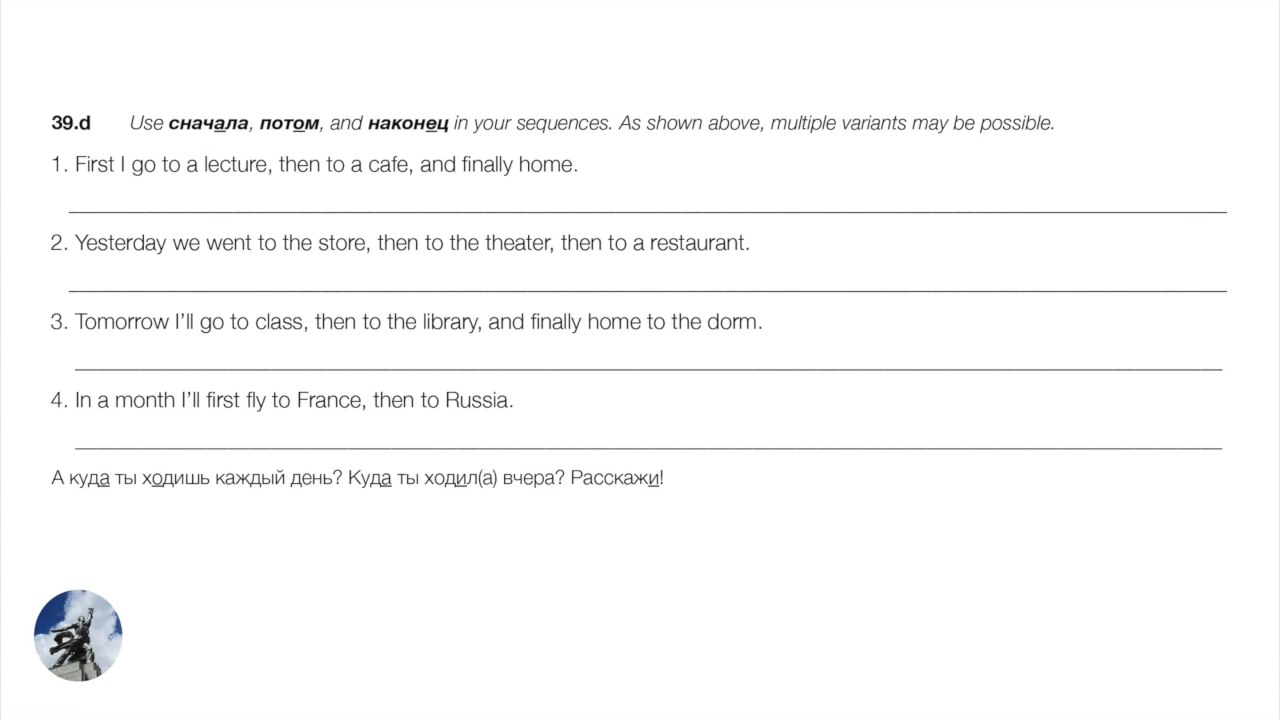 39.d Use сначала, потом, and наконец in your sequences. As shown above, multiple variants may be possible.
1. First I go to a lecture, then to a cafe, and finally home.
2. Yesterday we went to the store, then to the theater, then to a restaurant.
3. Tomorrow I’ll go to class, then to the library, and finally home to the dorm.
4. In a month I’ll first fly to France, then to Russia.
А куда ты ходишь каждый день? Куда ты ходил(а) вчера? Расскажи!